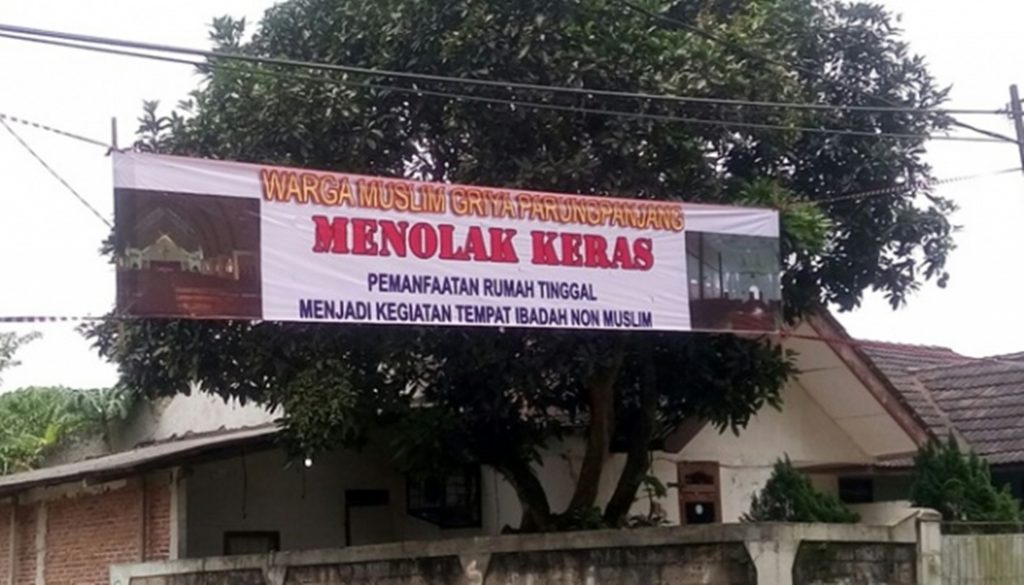 WARGA MUSLIM GRIYA PARUNGPANJANG
MENOLAK KERAS
PEMANFAATAN RUMAH TINGGAL
MENJADI KEGIATAN TEMPAT IBADAH NON MUSLIM